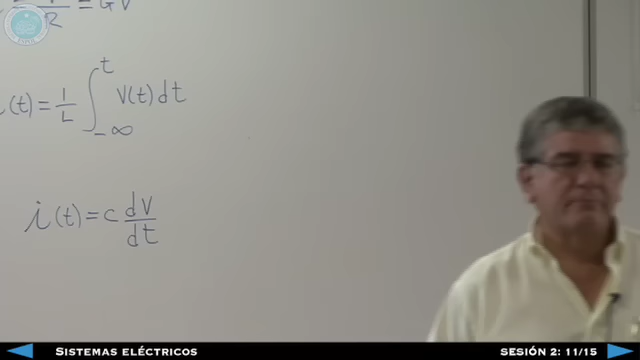 R = GV
i(t) = 1/L ∫_{-∞}^{t} V(t) dt
i(t) = c dV/dt
SISTEMAS ELÉCTRICOS
SESIÓN 2: 11/15